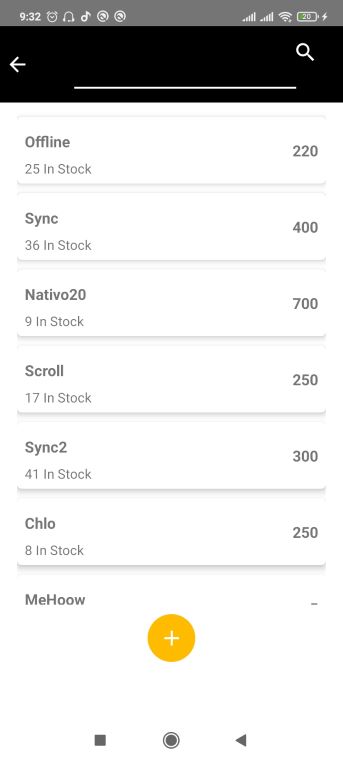 9:32
20
Offline
220
25 In Stock
Sync
400
36 In Stock
Nativo20
700
9 In Stock
Scroll
250
17 In Stock
Sync2
300
41 In Stock
Chlo
250
8 In Stock
MeHoow